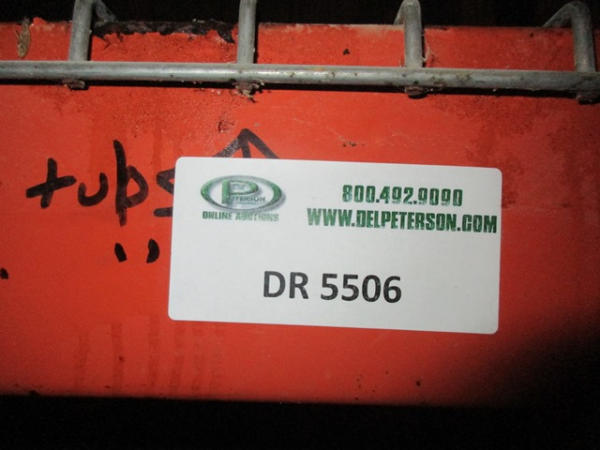 tubs
PETERSON
ONLINE AUCTIONS
800.492.9090
WWW.DELPETERSON.COM
DR 5506